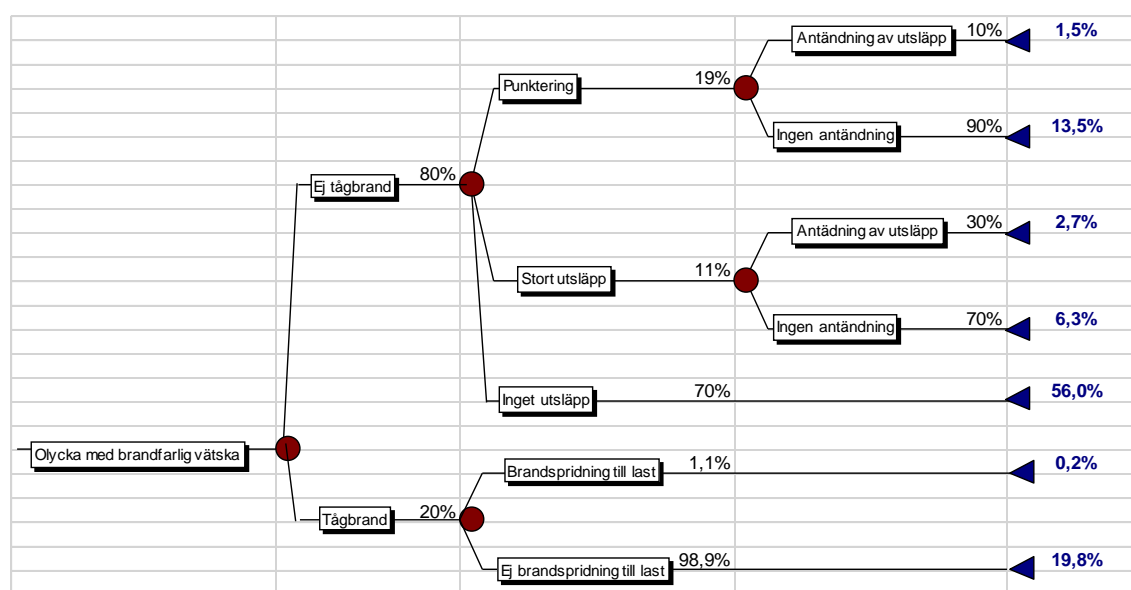 Antändning av utsläpp 10% 1,5%
Punktering 19%
Ingen antändning 90% 13,5%
Ej tågbrand 80%
Antädning av utsläpp 30% 2,7%
Stort utsläpp 11%
Ingen antändning 70% 6,3%
Inget utsläpp 70% 56,0%
Olycka med brandfarlig vätska
Brandspridning till last 1,1% 0,2%
Tågbrand 20%
Ej brandspridning till last 98,9% 19,8%